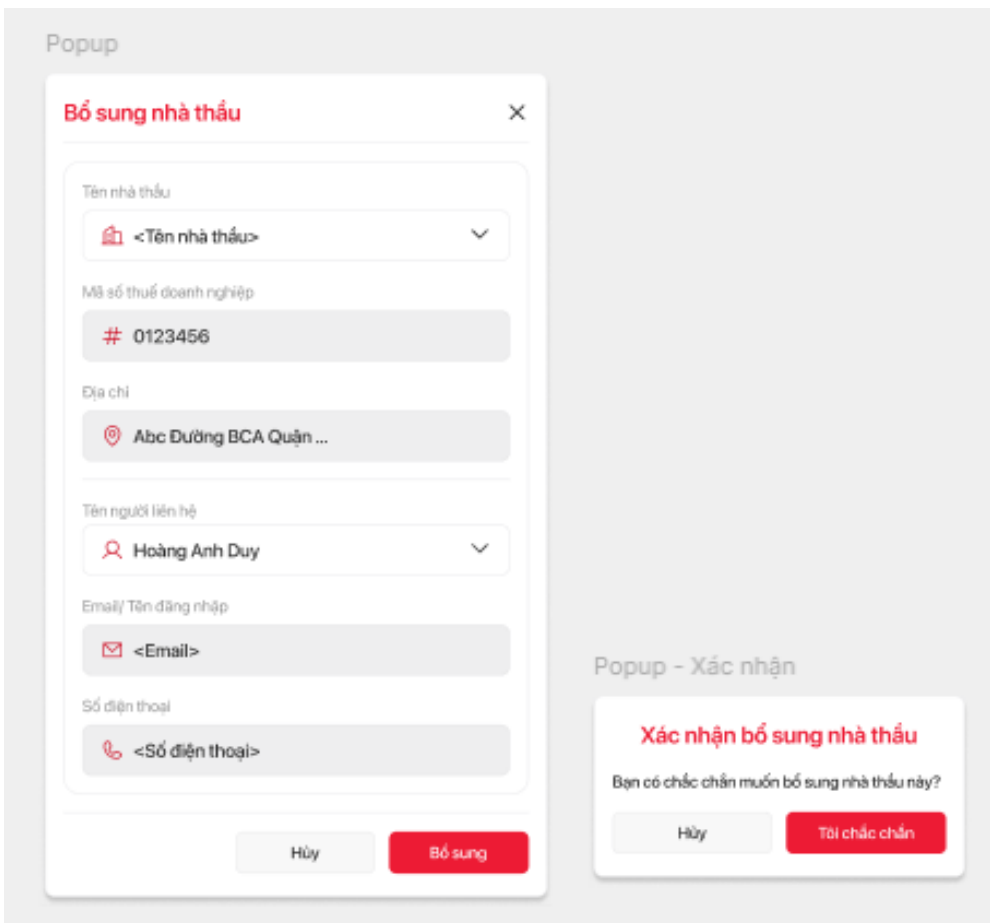 Popup
Bổ sung nhà thầu
Tên nhà thầu
<Tên nhà thầu>
Mã số thuế doanh nghiệp
# 0123456
Địa chỉ
Abc Đường BCA Quận ...
Tên người liên hệ
Hoàng Anh Duy
Email/ Tên đăng nhập
<Email>
Số điện thoại
<Số điện thoại>
Hủy
Bổ sung
Popup - Xác nhận
Xác nhận bổ sung nhà thầu
Bạn có chắc chắn muốn bổ sung nhà thầu này?
Hủy
Tôi chắc chắn